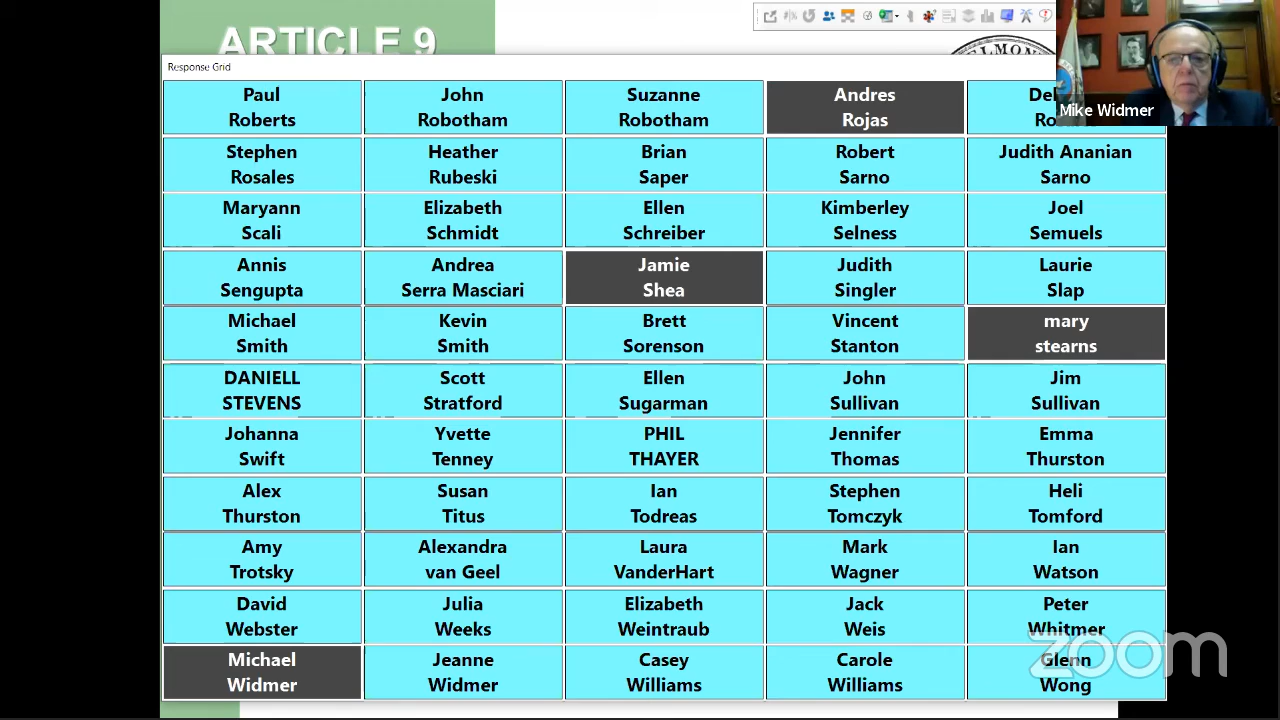 ARTICLE 9
Response Grid
Mike Widmer
Paul Roberts
John Robotham
Suzanne Robotham
Andres Rojas
Stephen Rosales
Heather Rubeski
Brian Saper
Robert Sarno
Judith Ananian Sarno
Maryann Scali
Elizabeth Schmidt
Ellen Schreiber
Kimberley Selness
Joel Semuels
Annis Sengupta
Andrea Serra Masciari
Jamie Shea
Judith Singler
Laurie Slap
Michael Smith
Kevin Smith
Brett Sorenson
Vincent Stanton
mary stearns
DANIELL STEVENS
Scott Stratford
Ellen Sugarman
John Sullivan
Jim Sullivan
Johanna Swift
Yvette Tenney
PHIL THAYER
Jennifer Thomas
Emma Thurston
Alex Thurston
Susan Titus
Ian Todreas
Stephen Tomczyk
Heli Tomford
Amy Trotsky
Alexandra van Geel
Laura VanderHart
Mark Wagner
Ian Watson
David Webster
Julia Weeks
Elizabeth Weintraub
Jack Weis
Peter Whitmer
Michael Widmer
Jeanne Widmer
Casey Williams
Carole Williams
Glenn Wong
zoom